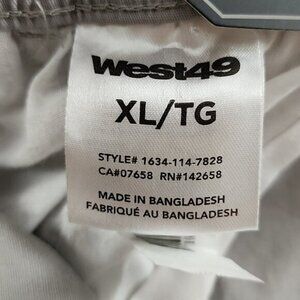 West49
XL/TG
STYLE# 1634-114-7828
CA#07658 RN#142658
MADE IN BANGLADESH
FABRIQUÉ AU BANGLADESH